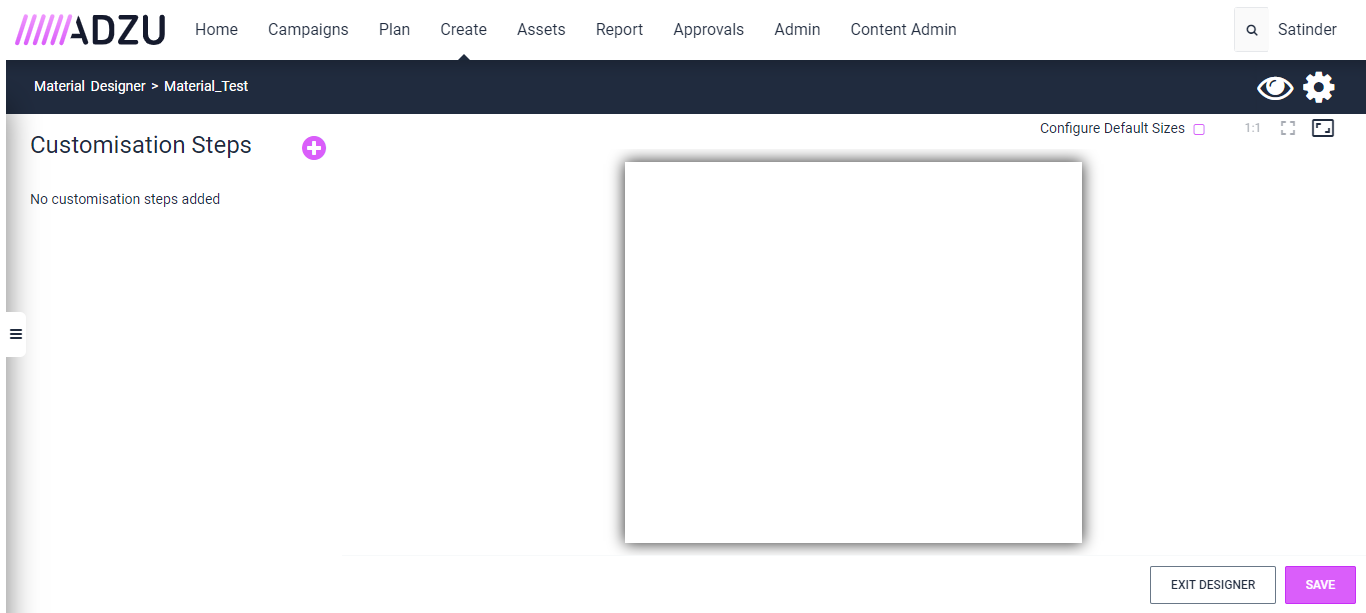 ADZU Home Campaigns Plan Create Assets Report Approvals Admin Content Admin Satinder
Material Designer > Material_Test
Configure Default Sizes 1:1
Customisation Steps
No customisation steps added
EXIT DESIGNER SAVE